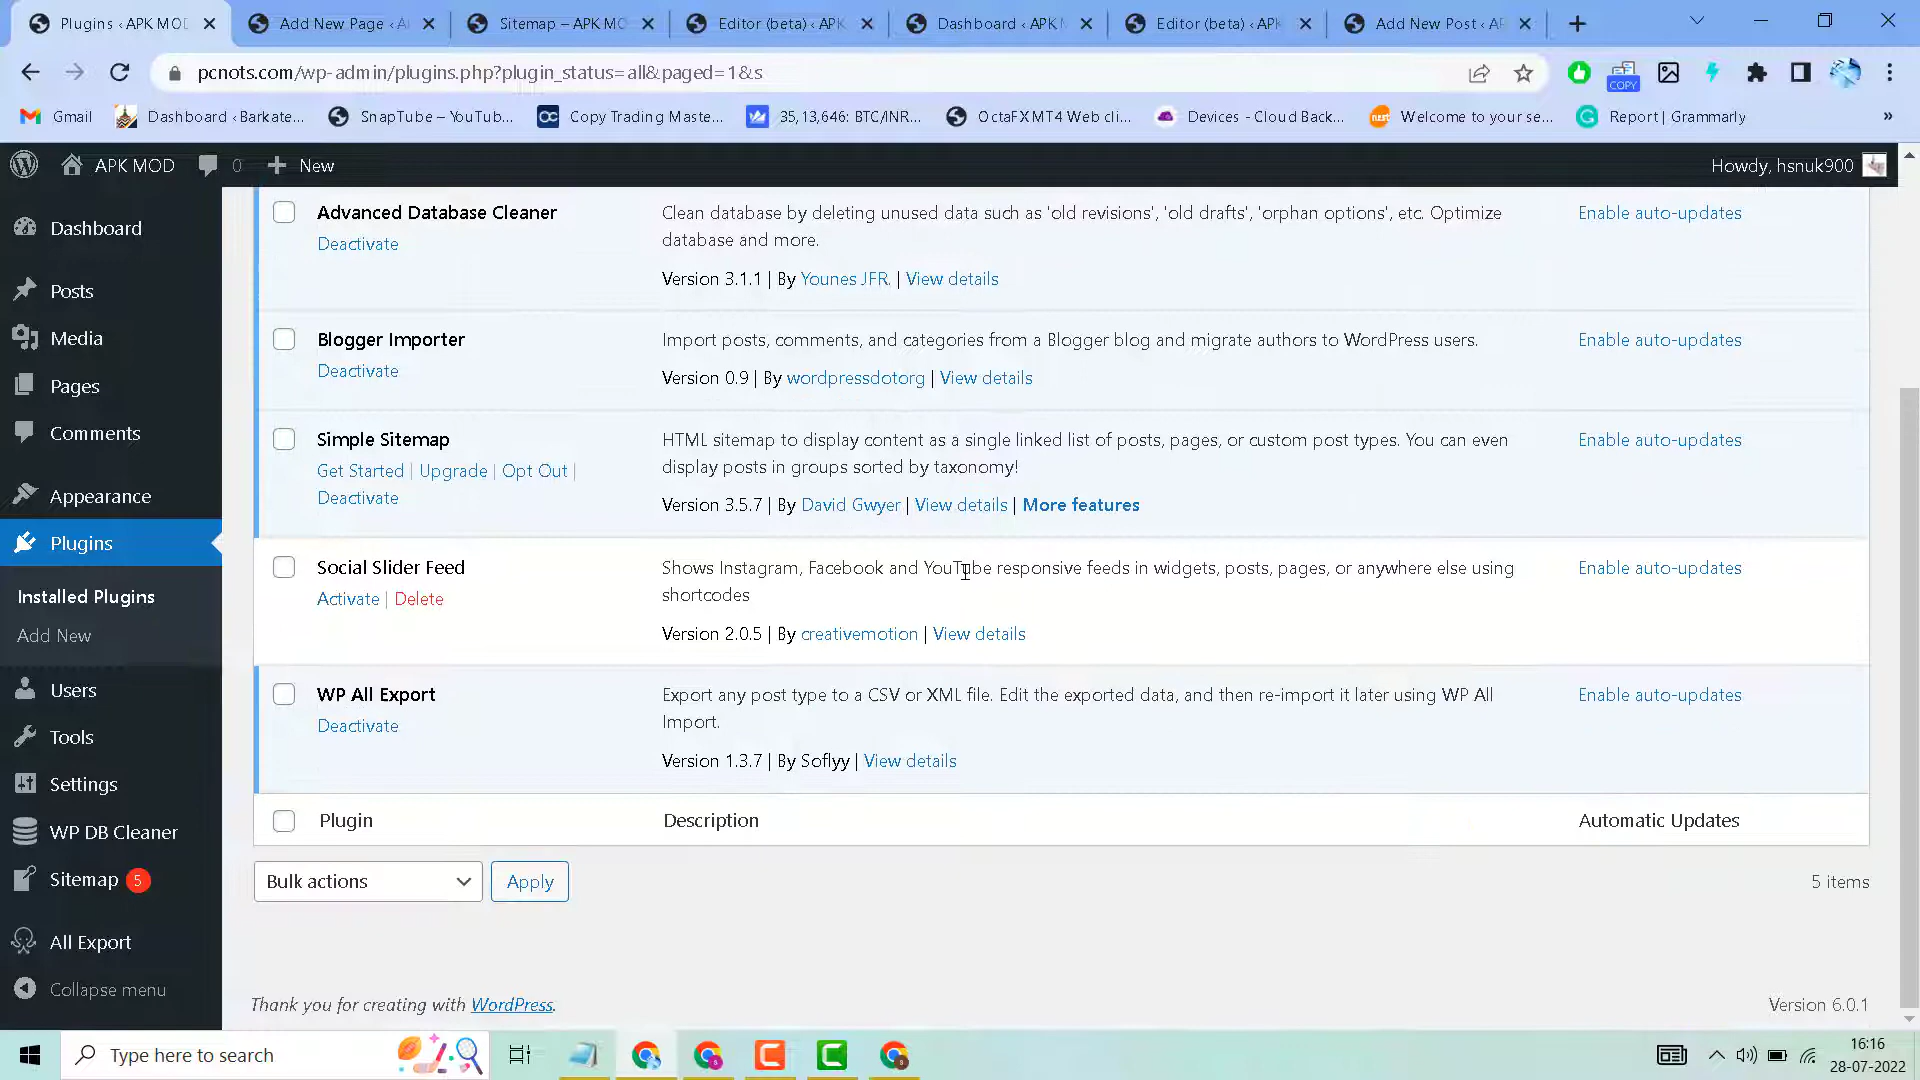 Plugins ‹ APK MOD
Add New Page ‹ A
Sitemap – APK MO
Editor (beta) ‹ APK
Dashboard ‹ APK M
Editor (beta) ‹ APK
Add New Post ‹ AP
pcnots.com/wp-admin/plugins.php?plugin_status=all&paged=1&s
COPY
Gmail
Dashboard ‹ Barkate...
SnapTube – YouTub...
Copy Trading Maste...
35,13,646: BTC/INR...
OctaFX MT4 Web cli...
Devices - Cloud Back...
Welcome to your se...
Report | Grammarly
»
APK MOD 0 New
Howdy, hsnuk900
Dashboard
Posts
Media
Pages
Comments
Appearance
Plugins
Installed Plugins
Add New
Users
Tools
Settings
WP DB Cleaner
Sitemap 5
All Export
Collapse menu
Advanced Database Cleaner
Deactivate
Clean database by deleting unused data such as 'old revisions', 'old drafts', 'orphan options', etc. Optimize
database and more.
Version 3.1.1 | By Younes JFR. | View details
Enable auto-updates
Blogger Importer
Deactivate
Import posts, comments, and categories from a Blogger blog and migrate authors to WordPress users.
Version 0.9 | By wordpressdotorg | View details
Enable auto-updates
Simple Sitemap
Get Started | Upgrade | Opt Out |
Deactivate
HTML sitemap to display content as a single linked list of posts, pages, or custom post types. You can even
display posts in groups sorted by taxonomy!
Version 3.5.7 | By David Gwyer | View details | More features
Enable auto-updates
Social Slider Feed
Activate | Delete
Shows Instagram, Facebook and YouTube responsive feeds in widgets, posts, pages, or anywhere else using
shortcodes
Version 2.0.5 | By creativemotion | View details
Enable auto-updates
WP All Export
Deactivate
Export any post type to a CSV or XML file. Edit the exported data, and then re-import it later using WP All
Import.
Version 1.3.7 | By Soflyy | View details
Enable auto-updates
Plugin
Description
Automatic Updates
Bulk actions
Apply
5 items
Thank you for creating with WordPress.
Version 6.0.1
Type here to search
16:16
28-07-2022